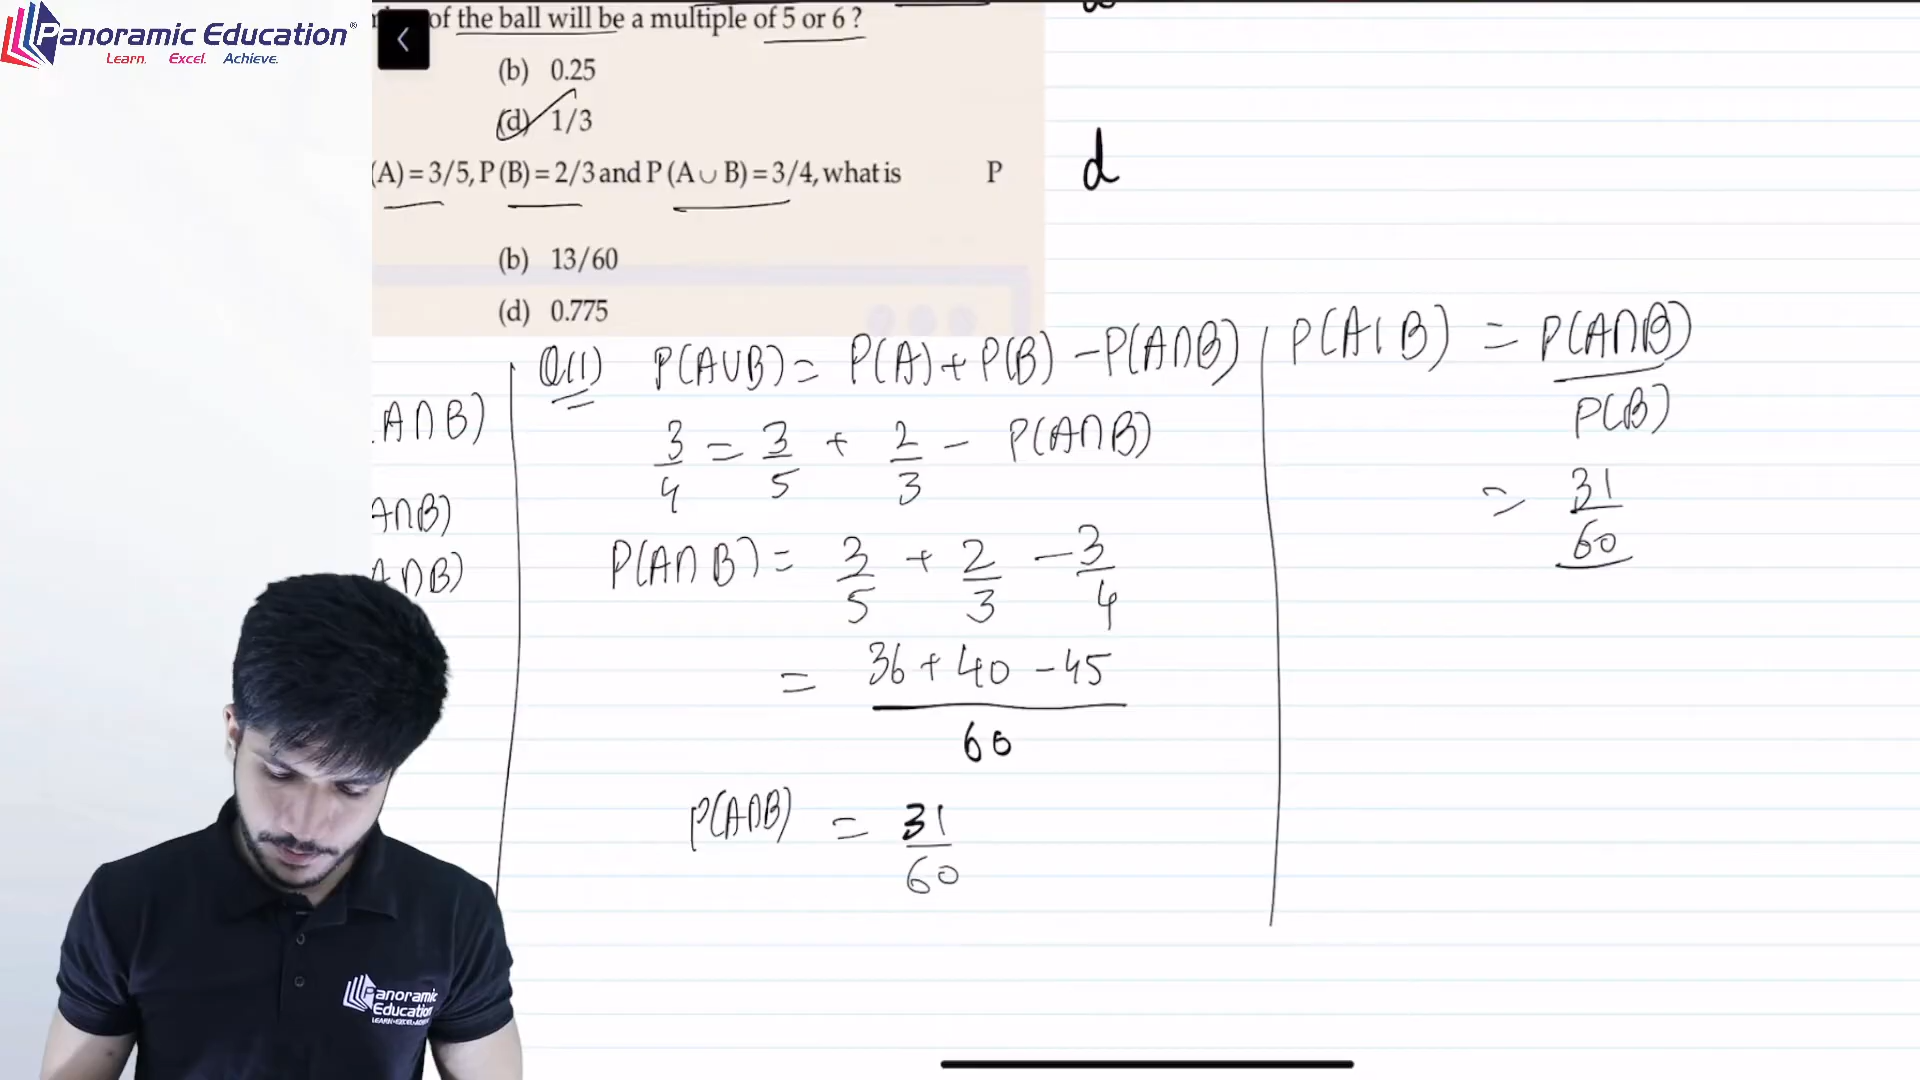 Panoramic Education®
Learn. Excel. Achieve.
of the ball will be a multiple of 5 or 6 ?
(b) 0.25
(d) 1/3
(A) = 3/5, P (B) = 2/3 and P (A ∪ B) = 3/4, what is P
(b) 13/60
(d) 0.775
d
A∩B)
A∩B)
A∩B)
Q(1) P(A∪B) = P(A) + P(B) - P(A∩B)
3/4 = 3/5 + 2/3 - P(A∩B)
P(A∩B) = 3/5 + 2/3 - 3/4
= 36 + 40 - 45
60
P(A∩B) = 31/60
P(A|B) = P(A∩B)
P(B)
= 31
60
Panoramic
Education